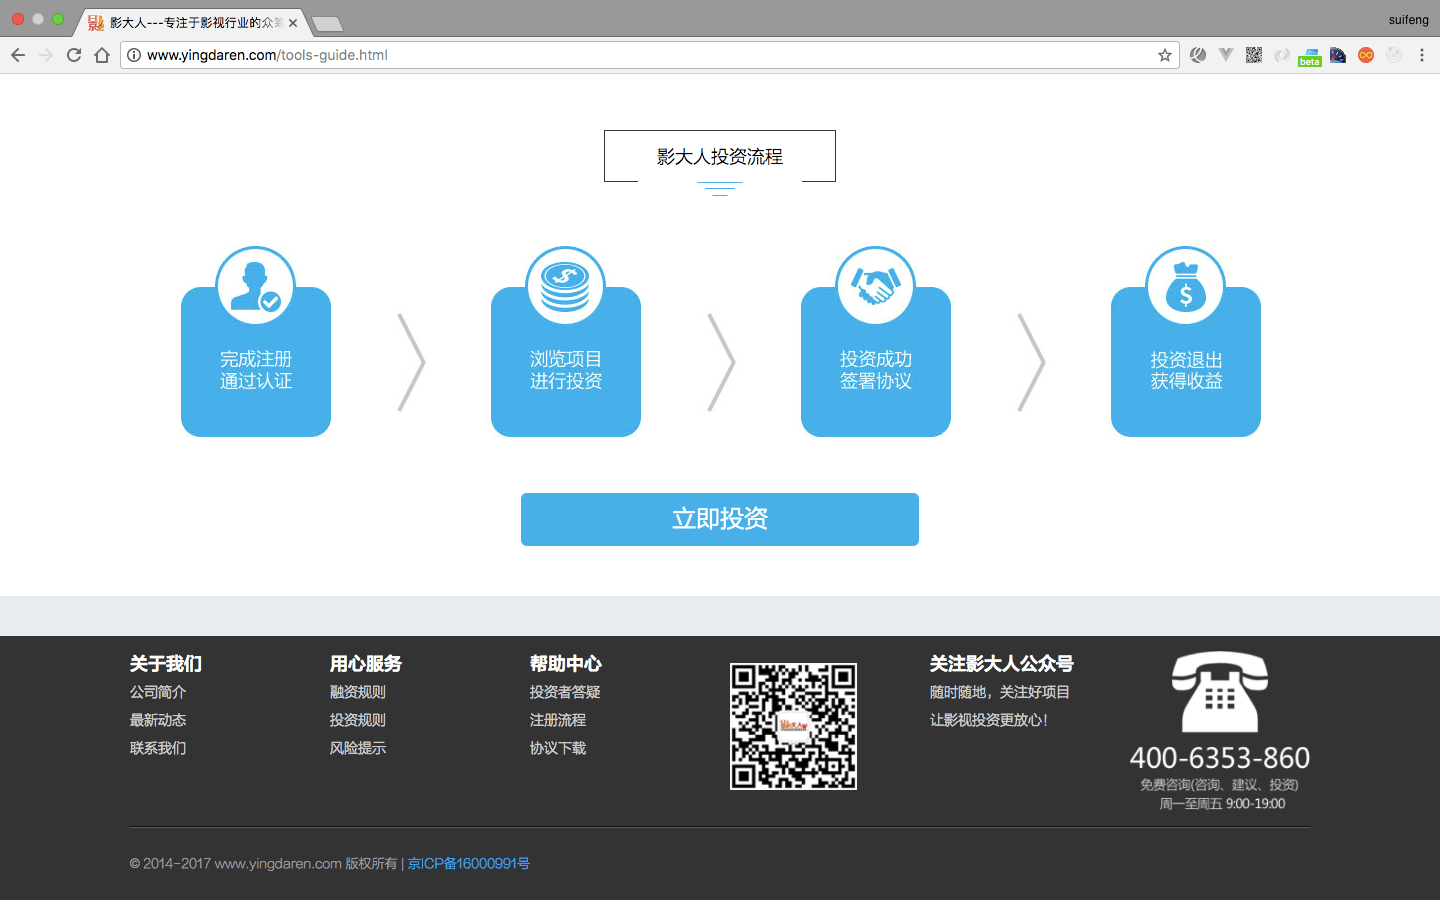 suifeng
影大人---专注于影视行业的众筹
www.yingdaren.com/tools-guide.html
beta
影大人投资流程
完成注册
通过认证
浏览项目
进行投资
投资成功
签署协议
投资退出
获得收益
立即投资
关于我们
公司简介
最新动态
联系我们
用心服务
融资规则
投资规则
风险提示
帮助中心
投资者答疑
注册流程
协议下载
关注影大人公众号
随时随地，关注好项目
让影视投资更放心！
400-6353-860
免费咨询(咨询、建议、投资)
周一至周五 9:00-19:00
© 2014-2017 www.yingdaren.com 版权所有 | 京ICP备16000991号